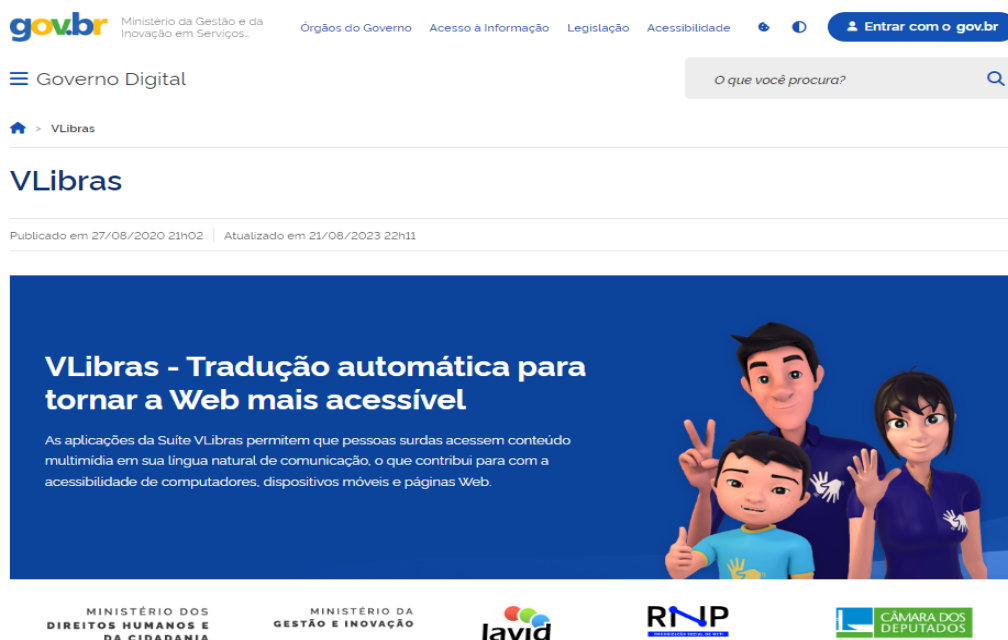 gov.br
Ministério da Gestão e da
Inovação em Serviços...
Órgãos do Governo Acesso à Informação Legislação Acessibilidade
Entrar com o gov.br
Governo Digital
O que você procura?
> VLibras
VLibras
Publicado em 27/08/2020 21h02 Atualizado em 21/08/2023 22h11
VLibras - Tradução automática para
tornar a Web mais acessível
As aplicações da Suíte VLibras permitem que pessoas surdas acessem conteúdo
multimídia em sua língua natural de comunicação, o que contribui para com a
acessibilidade de computadores, dispositivos móveis e páginas Web.
MINISTÉRIO DOS
DIREITOS HUMANOS E
DA CIDADANIA
MINISTÉRIO DA
GESTÃO E INOVAÇÃO
lavid
RNP
CÂMARA DOS
DEPUTADOS